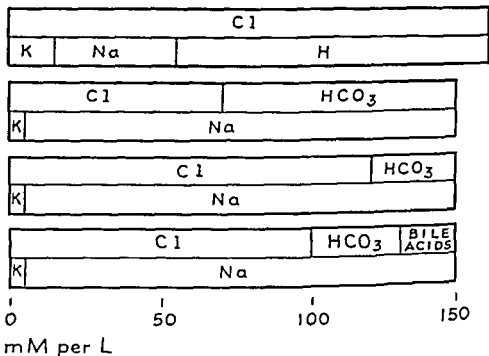 Cl
K Na H
Cl HCO3
K Na
Cl HCO3
K Na
Cl HCO3 BILE ACIDS
K Na
0 50 100 150
mM per L